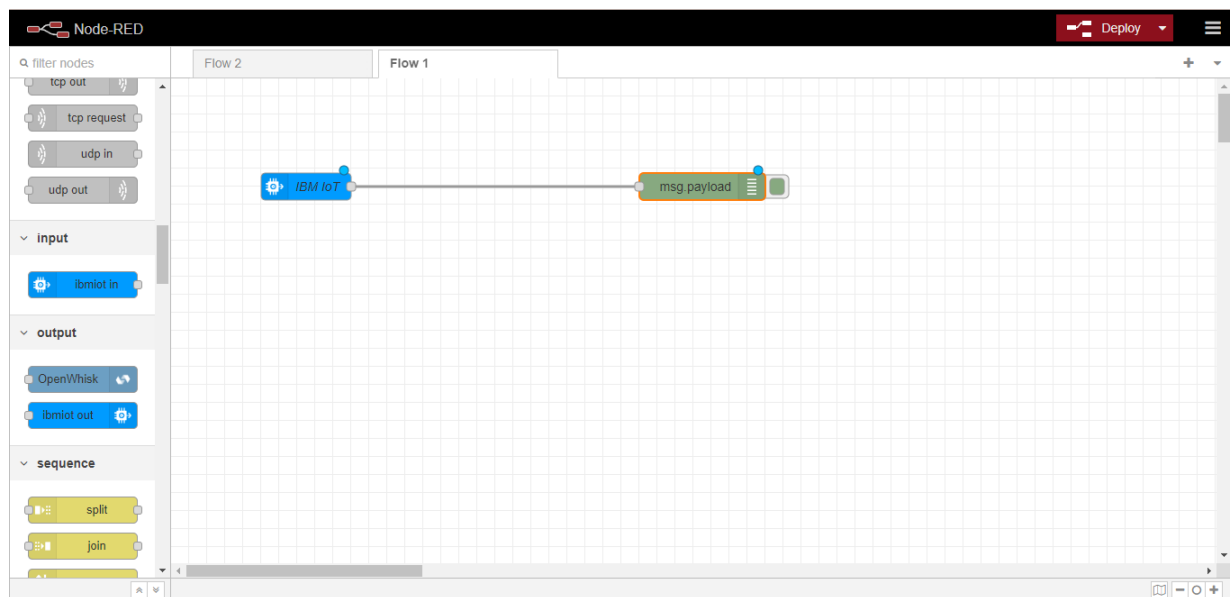 Node-RED
Deploy
filter nodes
Flow 2
Flow 1
tcp out
tcp request
udp in
udp out
input
ibmiot in
output
OpenWhisk
ibmiot out
sequence
split
join
IBM IoT
msg.payload